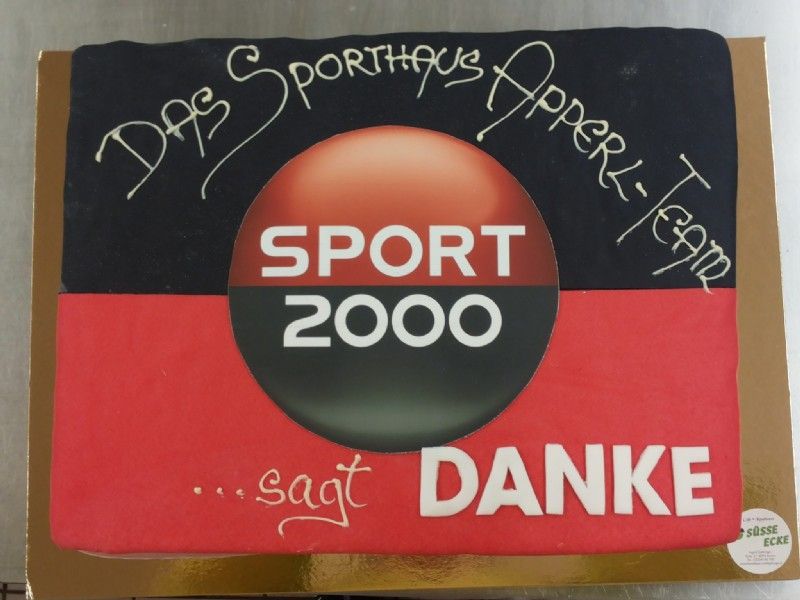 DAS SPORTHAUS APPERL-TEAM
SPORT
2000
...sagt DANKE
SÜSSE
ECKE